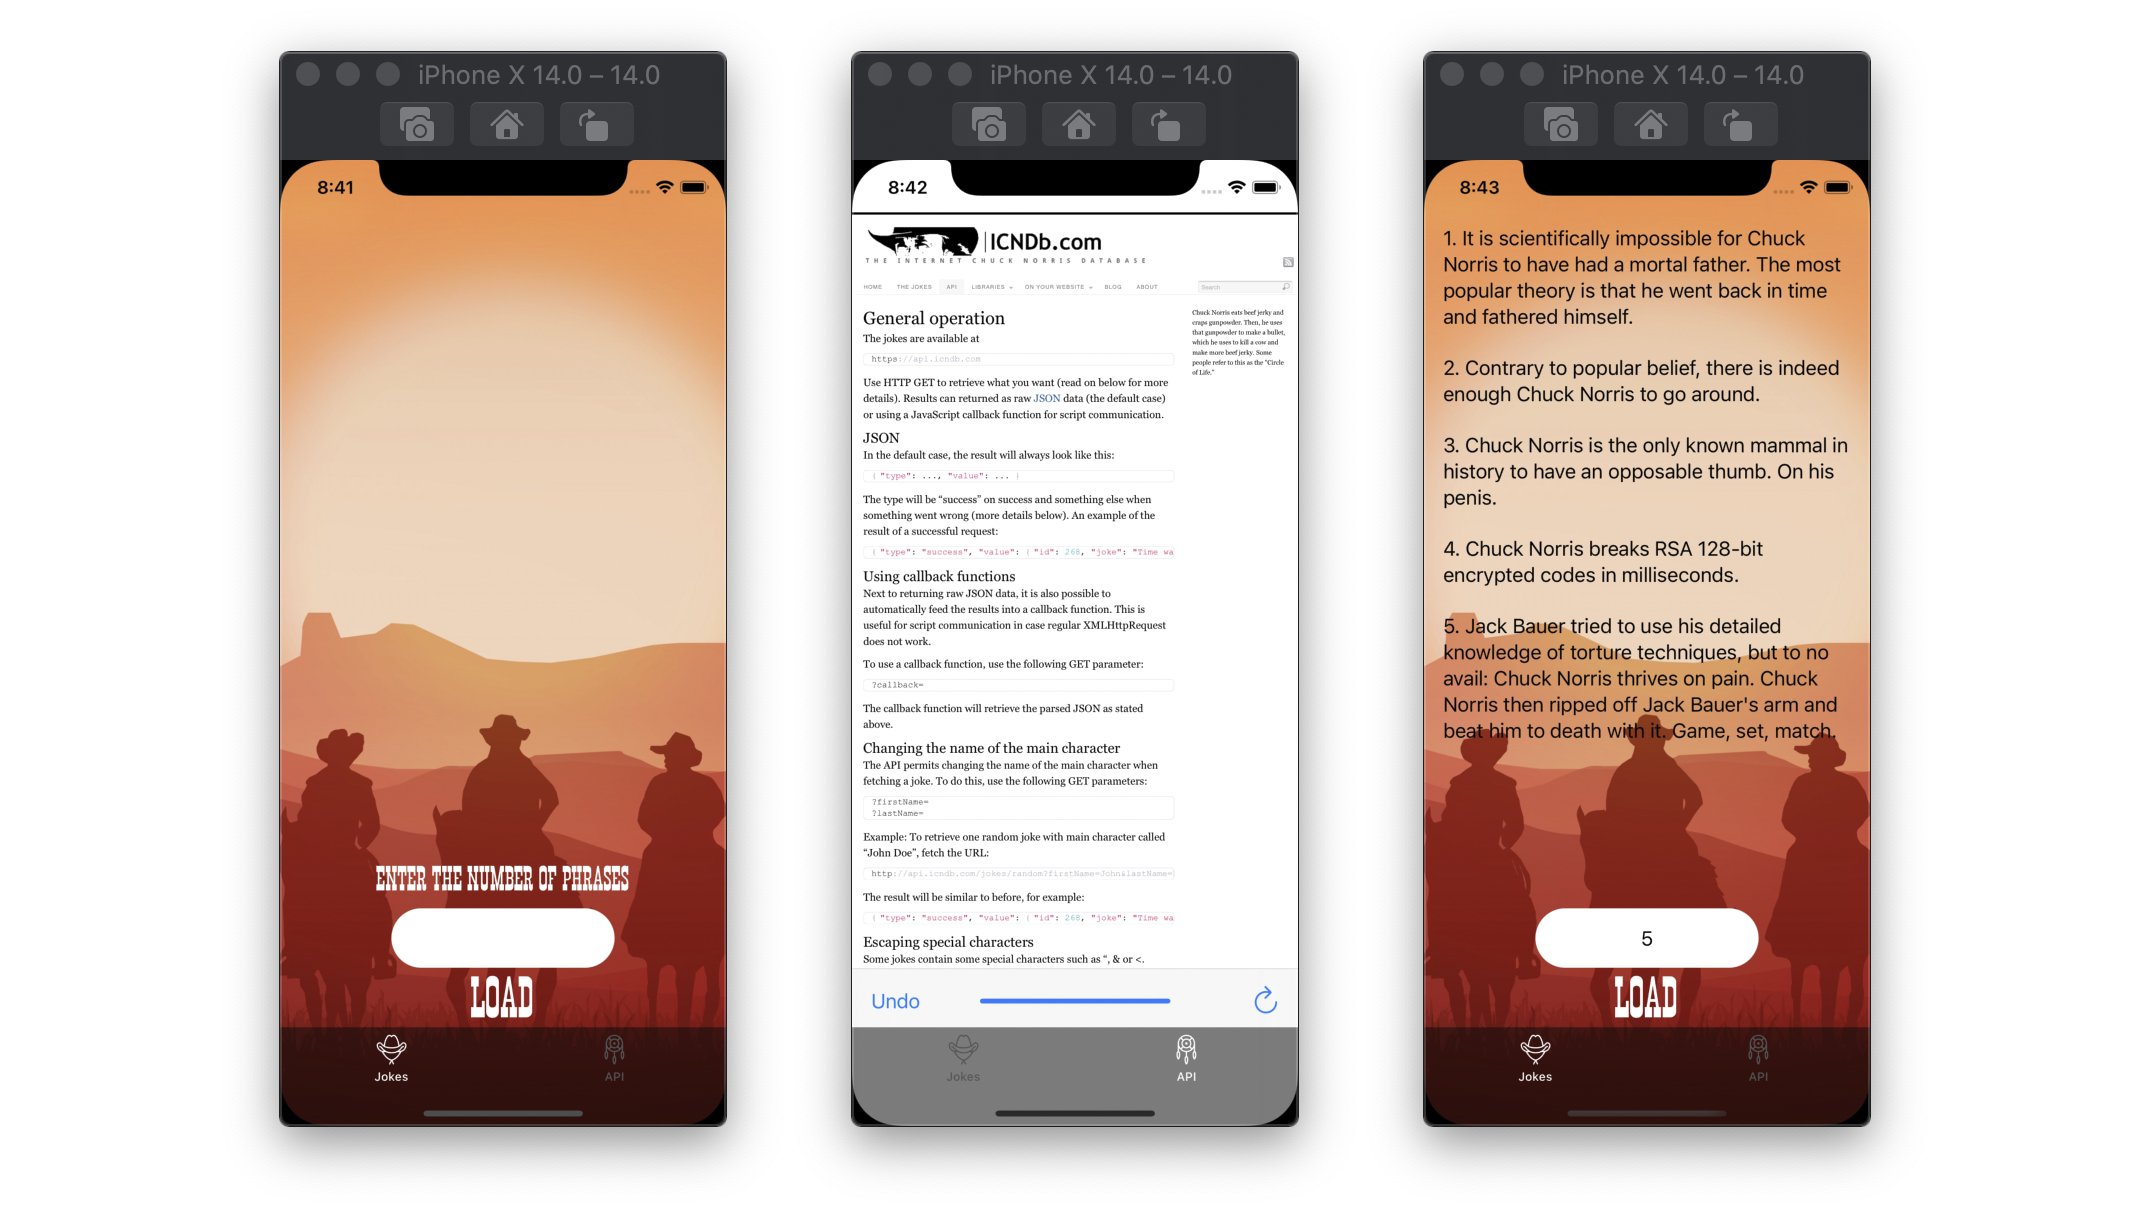 iPhone X 14.0 – 14.0
8:41
ENTER THE NUMBER OF PHRASES
LOAD
Jokes
API
iPhone X 14.0 – 14.0
8:42
ICNDb.com
THE INTERNET CHUCK NORRIS DATABASE
HOME THE JOKES API LIBRARIES ON YOUR WEBSITE BLOG ABOUT Search
General operation
The jokes are available at
https://api.icndb.com
Use HTTP GET to retrieve what you want (read on below for more
details). Results can returned as raw JSON data (the default case)
or using a JavaScript callback function for script communication.
JSON
In the default case, the result will always look like this:
{ "type": ..., "value": ... }
The type will be “success” on success and something else when
something went wrong (more details below). An example of the
result of a successful request:
{ "type": "success", "value": { "id": 268, "joke": "Time wa
Using callback functions
Next to returning raw JSON data, it is also possible to
automatically feed the results into a callback function. This is
useful for script communication in case regular XMLHttpRequest
does not work.
To use a callback function, use the following GET parameter:
?callback=
The callback function will retrieve the parsed JSON as stated
above.
Changing the name of the main character
The API permits changing the name of the main character when
fetching a joke. To do this, use the following GET parameters:
?firstName=
?lastName=
Example: To retrieve one random joke with main character called
“John Doe”, fetch the URL:
http://api.icndb.com/jokes/random?firstName=John&lastName=
The result will be similar to before, for example:
{ "type": "success", "value": { "id": 268, "joke": "Time wa
Escaping special characters
Some jokes contain some special characters such as “, & or <.
Chuck Norris eats beef jerky and
craps gunpowder. Then, he uses
that gunpowder to make a bullet,
which he uses to kill a cow and
make more beef jerky. Some
people refer to this as the "Circle
of Life."
Undo
Jokes
API
iPhone X 14.0 – 14.0
8:43
1. It is scientifically impossible for Chuck
Norris to have had a mortal father. The most
popular theory is that he went back in time
and fathered himself.
2. Contrary to popular belief, there is indeed
enough Chuck Norris to go around.
3. Chuck Norris is the only known mammal in
history to have an opposable thumb. On his
penis.
4. Chuck Norris breaks RSA 128-bit
encrypted codes in milliseconds.
5. Jack Bauer tried to use his detailed
knowledge of torture techniques, but to no
avail: Chuck Norris thrives on pain. Chuck
Norris then ripped off Jack Bauer's arm and
beat him to death with it. Game, set, match.
5
LOAD
Jokes
API